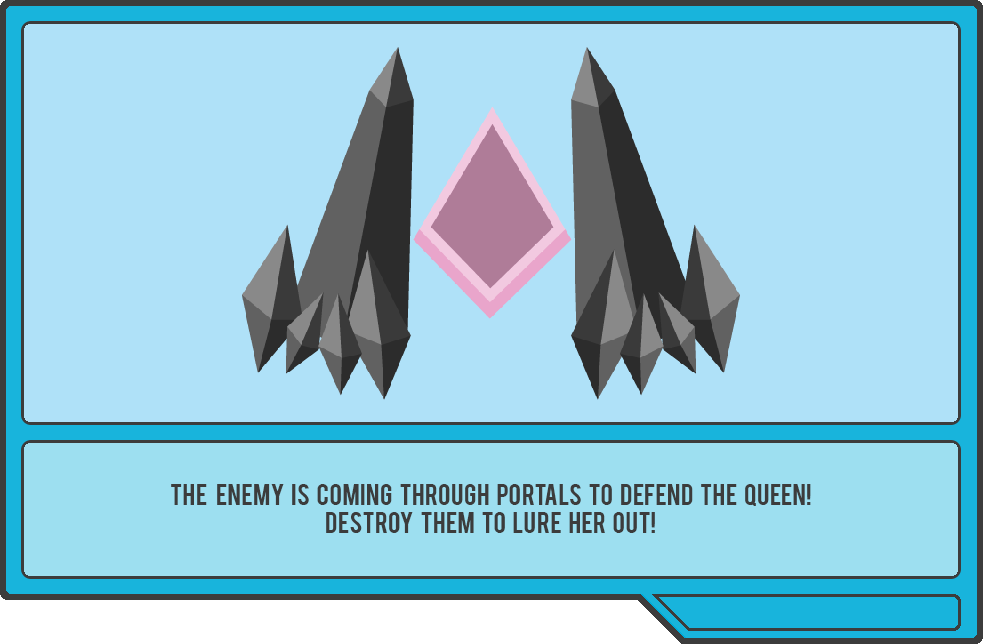 THE ENEMY IS COMING THROUGH PORTALS TO DEFEND THE QUEEN!
DESTROY THEM TO LURE HER OUT!